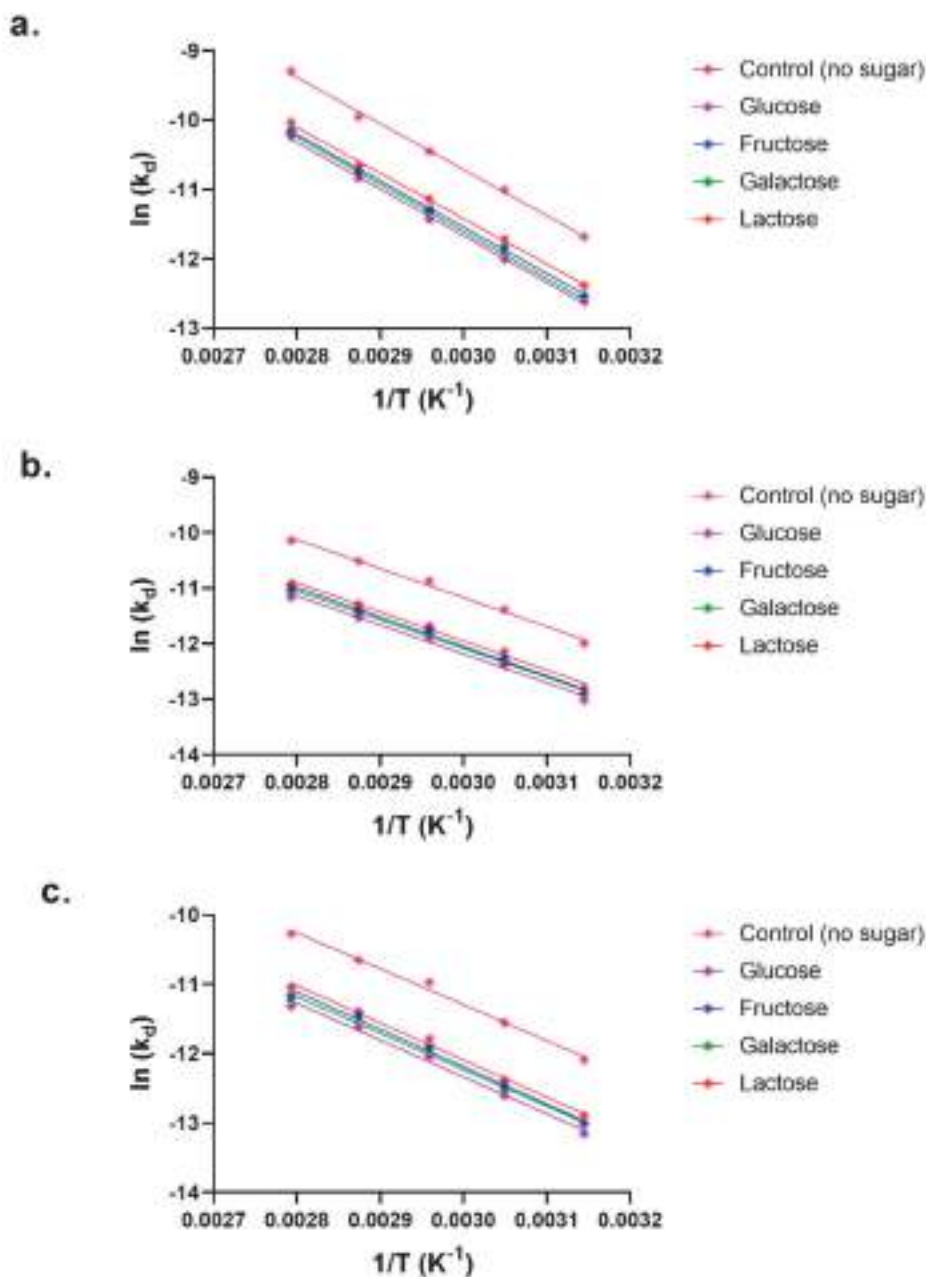 a.
-9
-10
-11
-12
-13
ln (kd)
0.0027 0.0028 0.0029 0.0030 0.0031 0.0032
1/T (K-1)
Control (no sugar)
Glucose
Fructose
Galactose
Lactose
b.
-9
-10
-11
-12
-13
-14
ln (kd)
0.0027 0.0028 0.0029 0.0030 0.0031 0.0032
1/T (K-1)
Control (no sugar)
Glucose
Fructose
Galactose
Lactose
c.
-10
-11
-12
-13
-14
ln (kd)
0.0027 0.0028 0.0029 0.0030 0.0031 0.0032
1/T (K-1)
Control (no sugar)
Glucose
Fructose
Galactose
Lactose